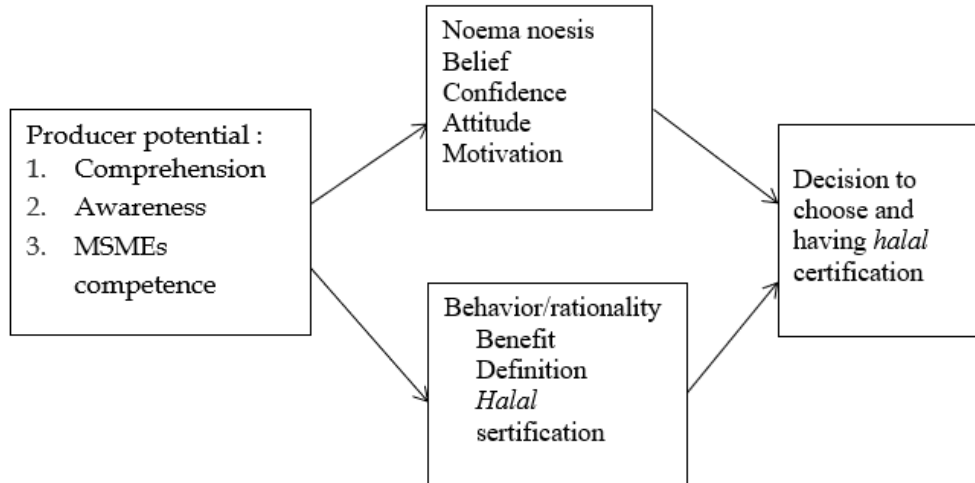 Producer potential :
1. Comprehension
2. Awareness
3. MSMEs
competence
Noema noesis
Belief
Confidence
Attitude
Motivation
Behavior/rationality
Benefit
Definition
Halal
sertification
Decision to
choose and
having halal
certification